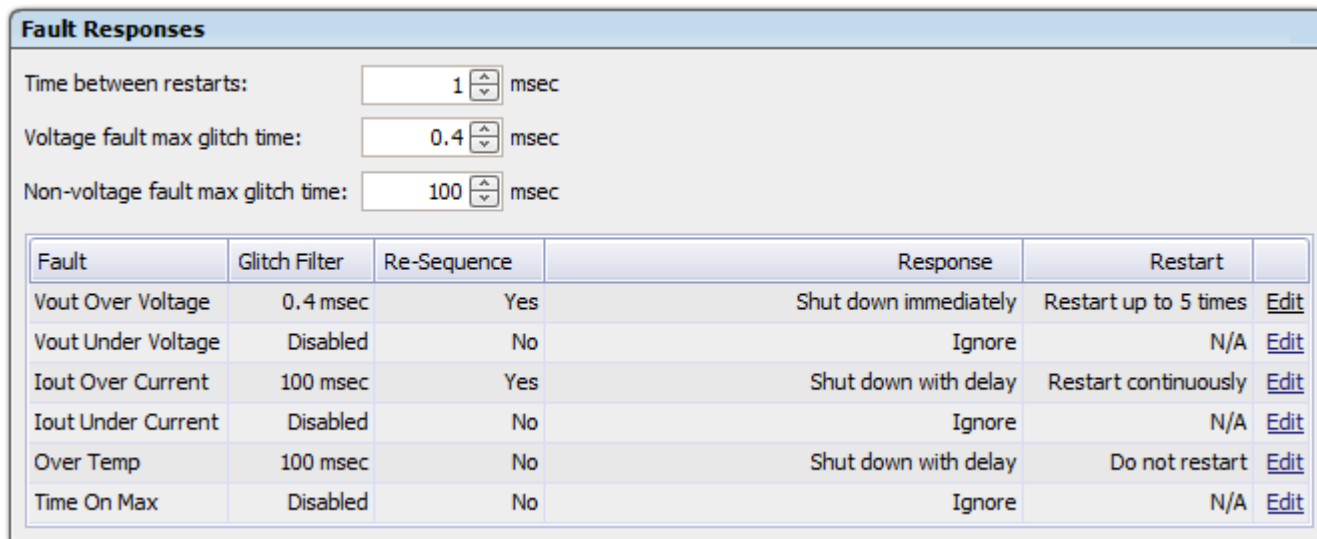 Fault Responses
Time between restarts: 1 msec
Voltage fault max glitch time: 0.4 msec
Non-voltage fault max glitch time: 100 msec
Fault Glitch Filter Re-Sequence Response Restart
Vout Over Voltage 0.4 msec Yes Shut down immediately Restart up to 5 times Edit
Vout Under Voltage Disabled No Ignore N/A Edit
Iout Over Current 100 msec Yes Shut down with delay Restart continuously Edit
Iout Under Current Disabled No Ignore N/A Edit
Over Temp 100 msec No Shut down with delay Do not restart Edit
Time On Max Disabled No Ignore N/A Edit